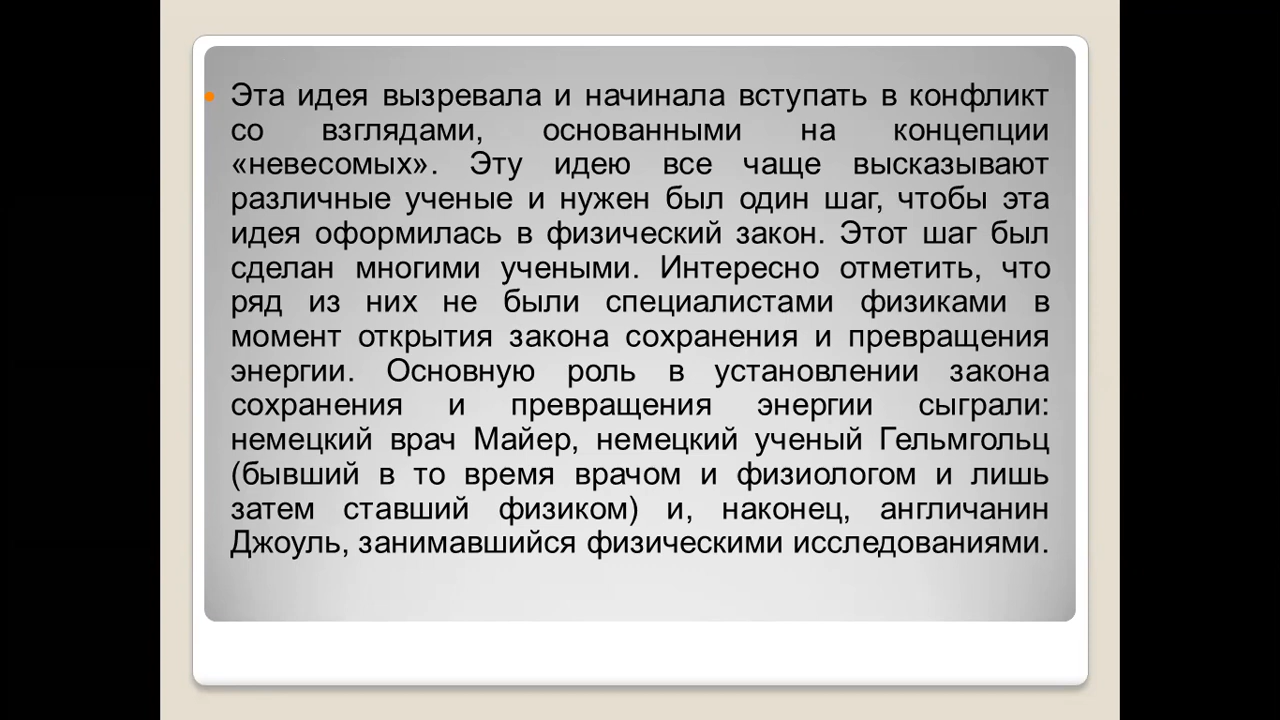 Эта идея вызревала и начинала вступать в конфликт
со взглядами, основанными на концепции
«невесомых». Эту идею все чаще высказывают
различные ученые и нужен был один шаг, чтобы эта
идея оформилась в физический закон. Этот шаг был
сделан многими учеными. Интересно отметить, что
ряд из них не были специалистами физиками в
момент открытия закона сохранения и превращения
энергии. Основную роль в установлении закона
сохранения и превращения энергии сыграли:
немецкий врач Майер, немецкий ученый Гельмгольц
(бывший в то время врачом и физиологом и лишь
затем ставший физиком) и, наконец, англичанин
Джоуль, занимавшийся физическими исследованиями.